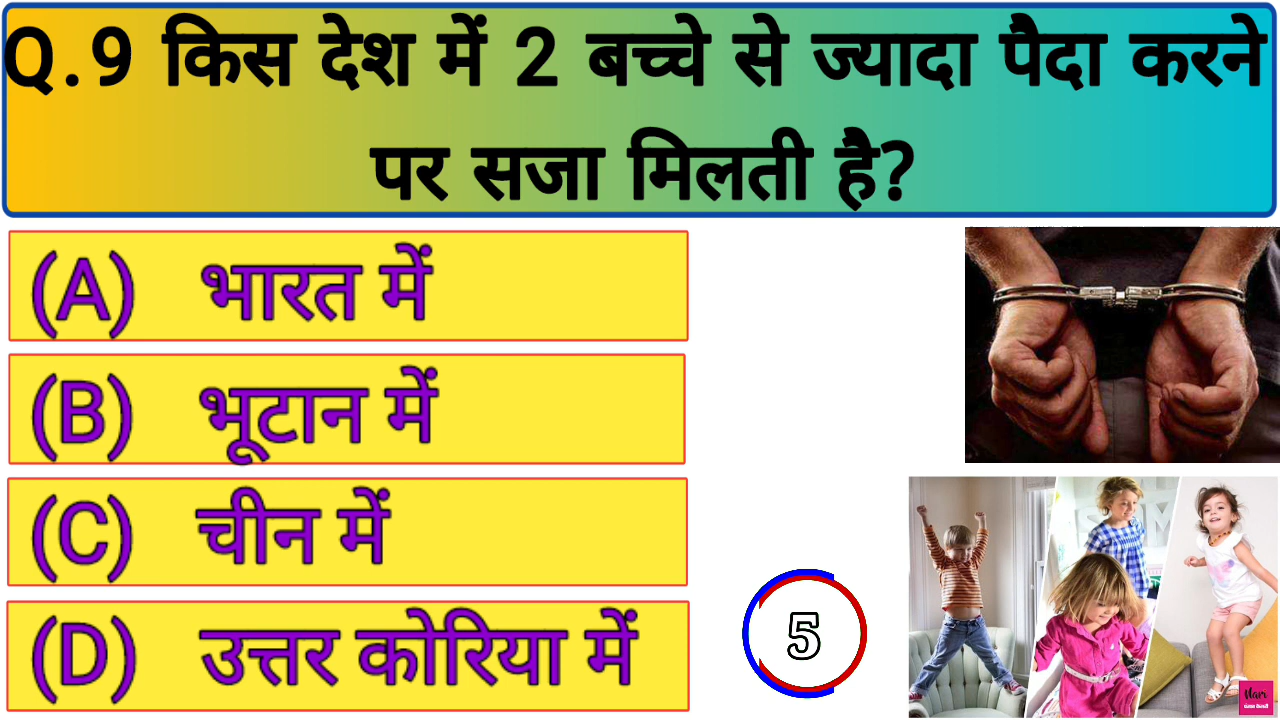 Q.9 किस देश में 2 बच्चे से ज्यादा पैदा करने
पर सजा मिलती है?
(A) भारत में
(B) भूटान में
(C) चीन में
(D) उत्तर कोरिया में
5